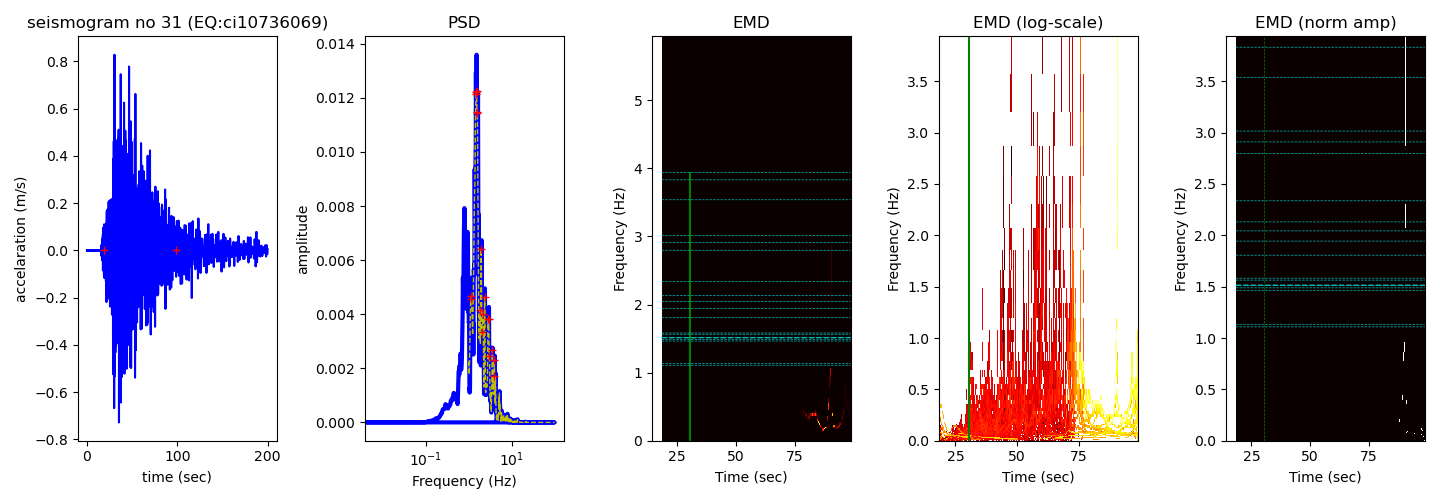 seismogram no 31 (EQ:ci10736069)
accelaration (m/s)
0.8
0.6
0.4
0.2
0.0
−0.2
−0.4
−0.6
−0.8
0 100 200
time (sec)
PSD
amplitude
0.014
0.012
0.010
0.008
0.006
0.004
0.002
0.000
10⁻¹ 10¹
Frequency (Hz)
EMD
Frequency (Hz)
5
4
3
2
1
0
25 50 75
Time (sec)
EMD (log-scale)
Frequency (Hz)
3.5
3.0
2.5
2.0
1.5
1.0
0.5
0.0
25 50 75
Time (sec)
EMD (norm amp)
Frequency (Hz)
3.5
3.0
2.5
2.0
1.5
1.0
0.5
0.0
25 50 75
Time (sec)